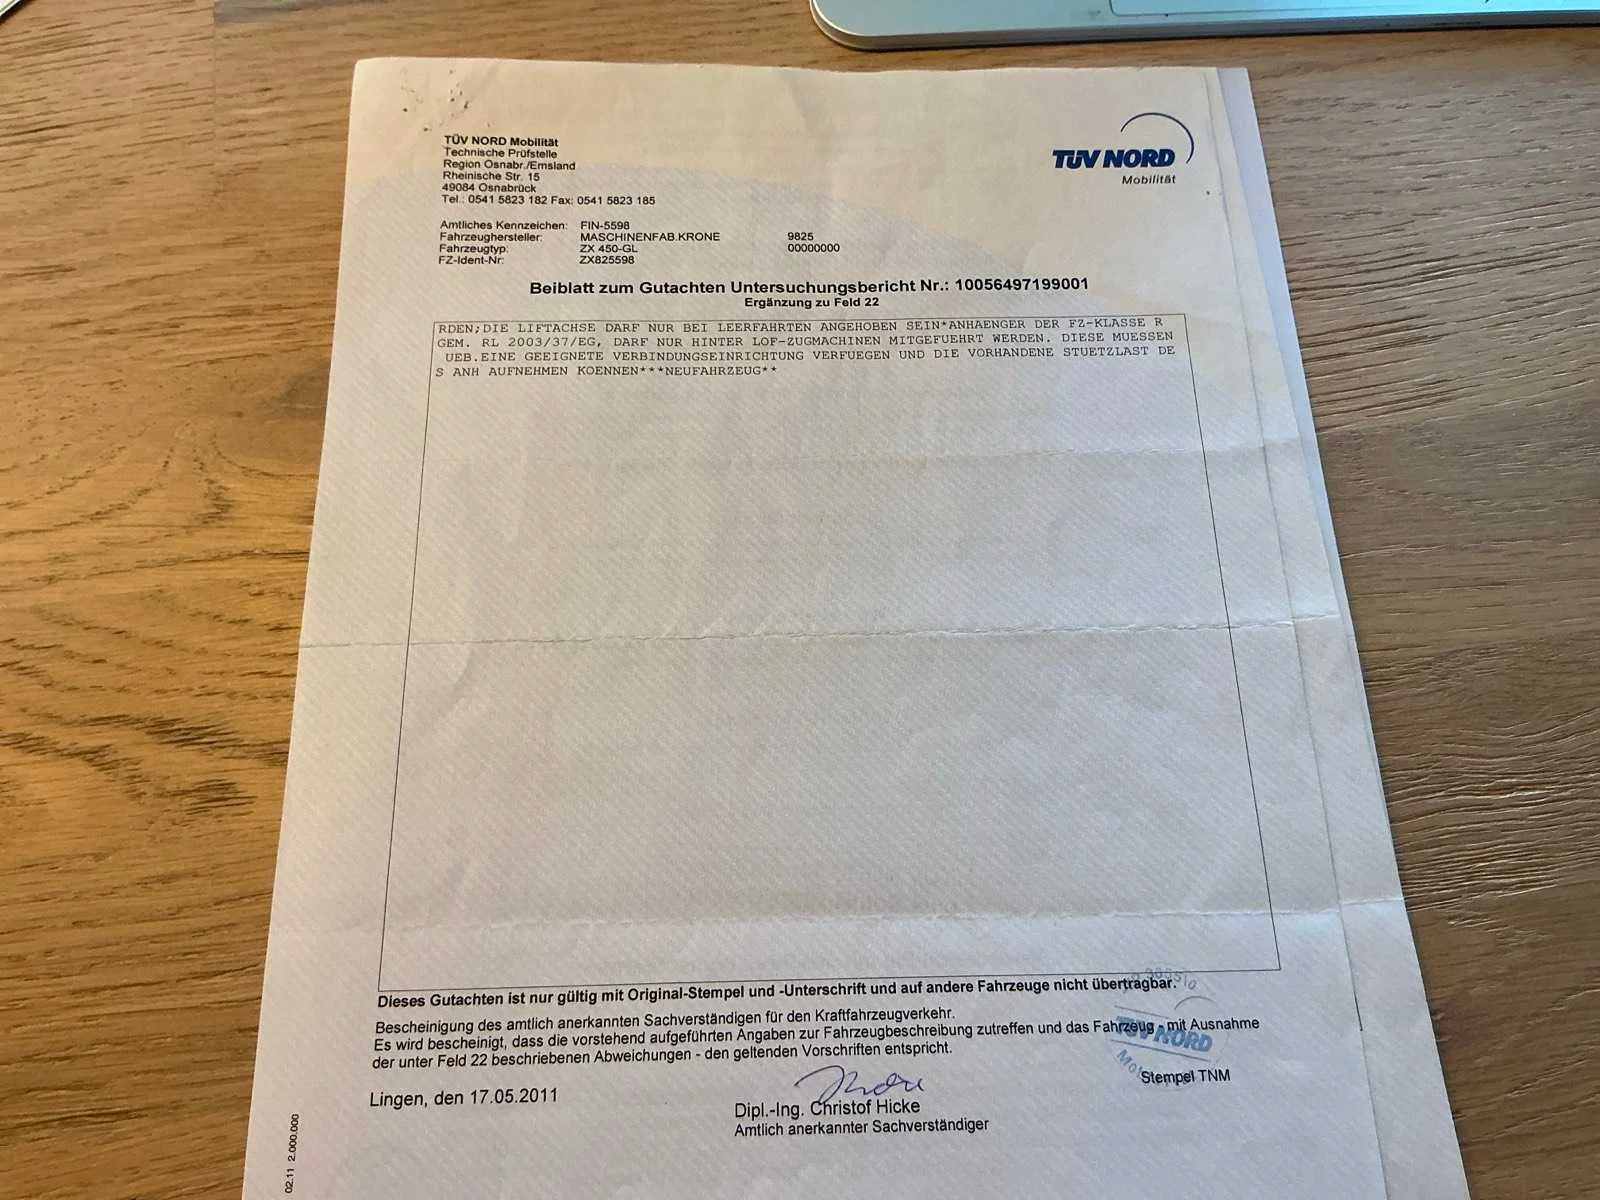 TÜV NORD Mobilität
Technische Prüfstelle
Region Osnabr./Emsland
Rheinische Str. 15
49084 Osnabrück
Tel.: 0541 5823 182 Fax: 0541 5823 185
TÜV NORD
Mobilität
Amtliches Kennzeichen: FIN-5598
Fahrzeughersteller: MASCHINENFAB.KRONE 9825
Fahrzeugtyp: ZX 450-GL 00000000
FZ-Ident-Nr: ZX825598
Beiblatt zum Gutachten Untersuchungsbericht Nr.: 10056497199001
Ergänzung zu Feld 22
RDEN;DIE LIFTACHSE DARF NUR BEI LEERFAHRTEN ANGEHOBEN SEIN*ANHAENGER DER FZ-KLASSE R
GEM. RL 2003/37/EG, DARF NUR HINTER LOF-ZUGMACHINEN MITGEFUEHRT WERDEN. DIESE MUESSEN
UEB.EINE GEEIGNETE VERBINDUNGSEINRICHTUNG VERFUEGEN UND DIE VORHANDENE STUETZLAST DE
S ANH AUFNEHMEN KOENNEN***NEUFAHRZEUG**
Dieses Gutachten ist nur gültig mit Original-Stempel und -Unterschrift und auf andere Fahrzeuge nicht übertragbar.
Bescheinigung des amtlich anerkannten Sachverständigen für den Kraftfahrzeugverkehr.
Es wird bescheinigt, dass die vorstehend aufgeführten Angaben zur Fahrzeugbeschreibung zutreffen und das Fahrzeug - mit Ausnahme
der unter Feld 22 beschriebenen Abweichungen - den geltenden Vorschriften entspricht.
TÜV NORD
Stempel TNM
Lingen, den 17.05.2011
Dipl.-Ing. Christof Hicke
Amtlich anerkannter Sachverständiger
02.11 2.000.000